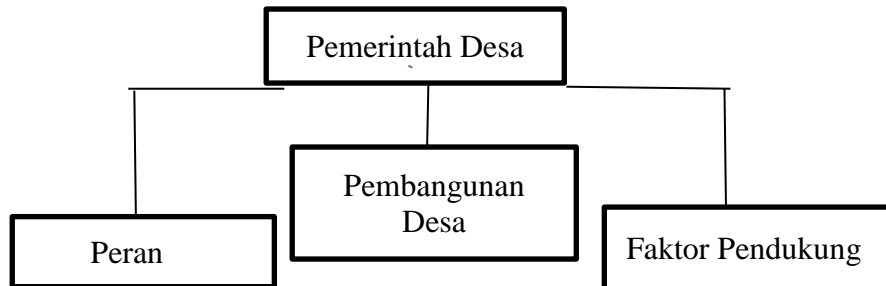 Pemerintah Desa
Pembangunan
Desa
Peran
Faktor Pendukung